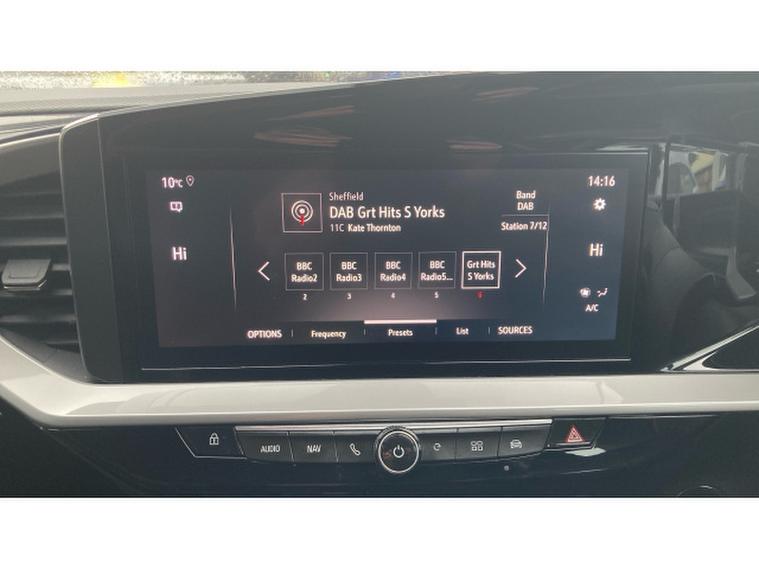 10°C
14:16
Sheffield
DAB Grt Hits S Yorks
11C Kate Thornton
Band
DAB
Station 7/12
Hi
Hi
BBC Radio2
BBC Radio3
BBC Radio4
BBC Radio5...
Grt Hits S Yorks
2 3 4 5 6
A/C
OPTIONS Frequency Presets List SOURCES
AUDIO NAV